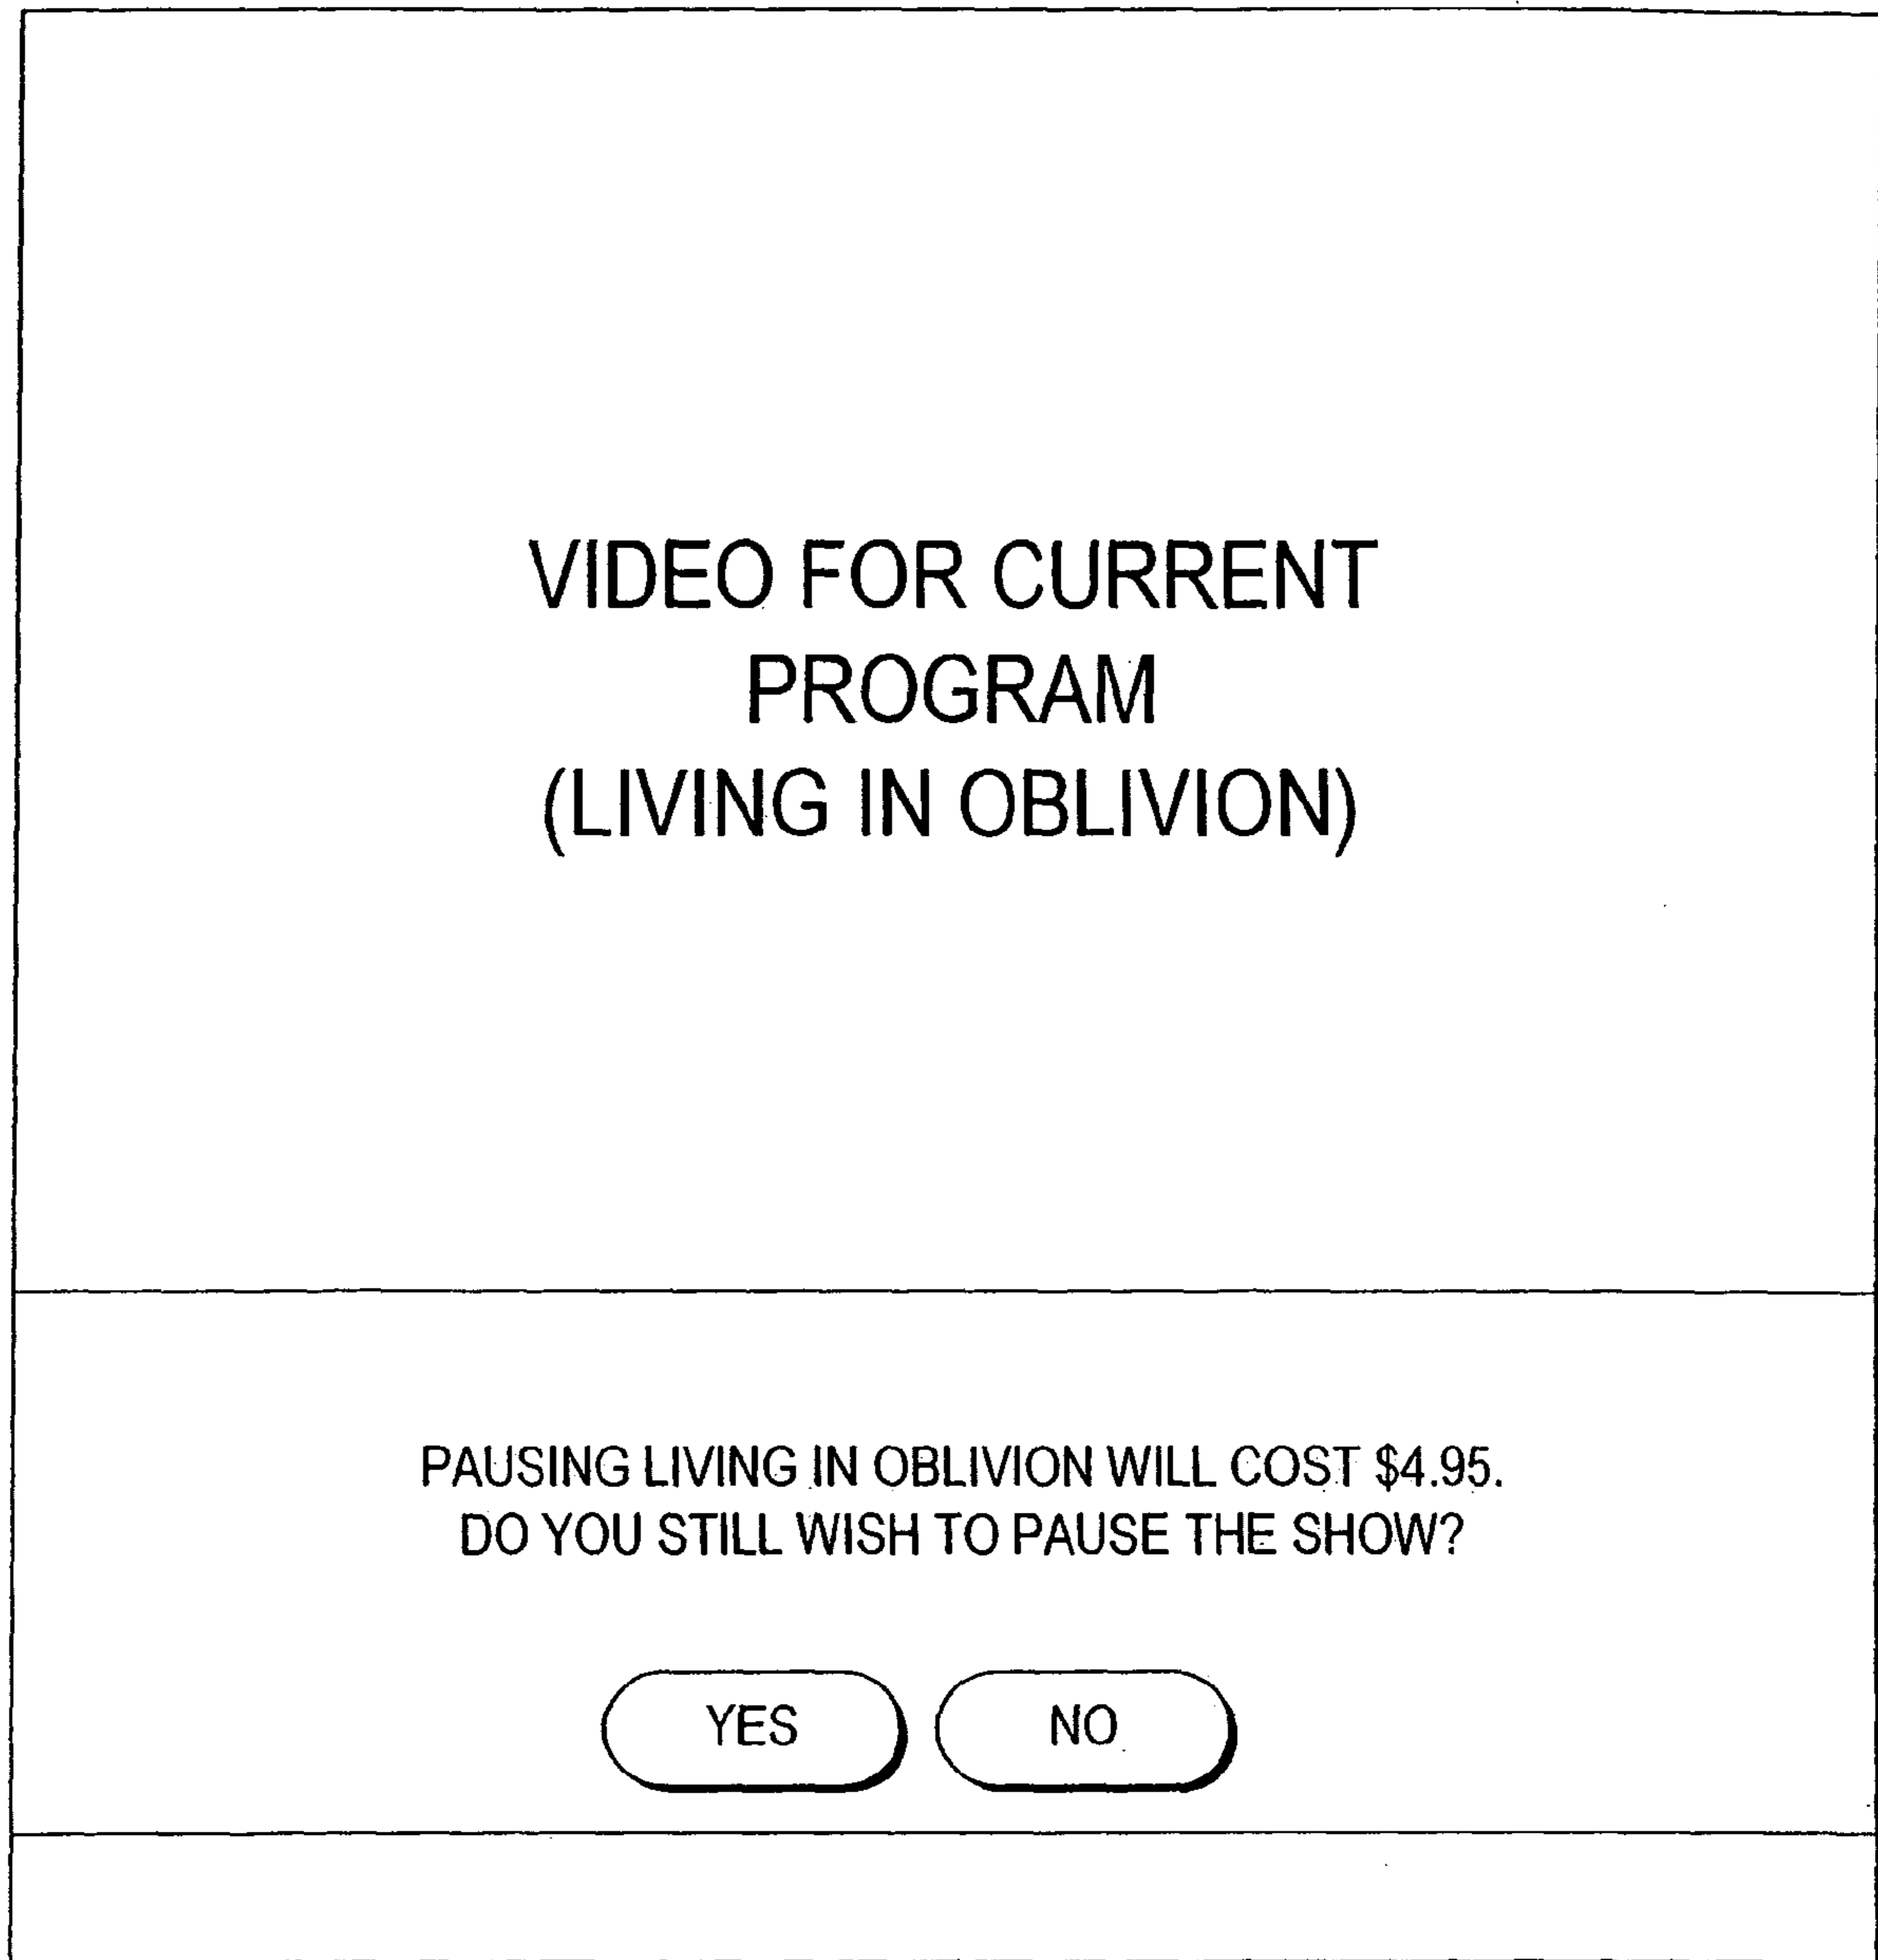 VIDEO FOR CURRENT
PROGRAM
(LIVING IN OBLIVION)
PAUSING LIVING IN OBLIVION WILL COST $4.95.
DO YOU STILL WISH TO PAUSE THE SHOW?
YES NO